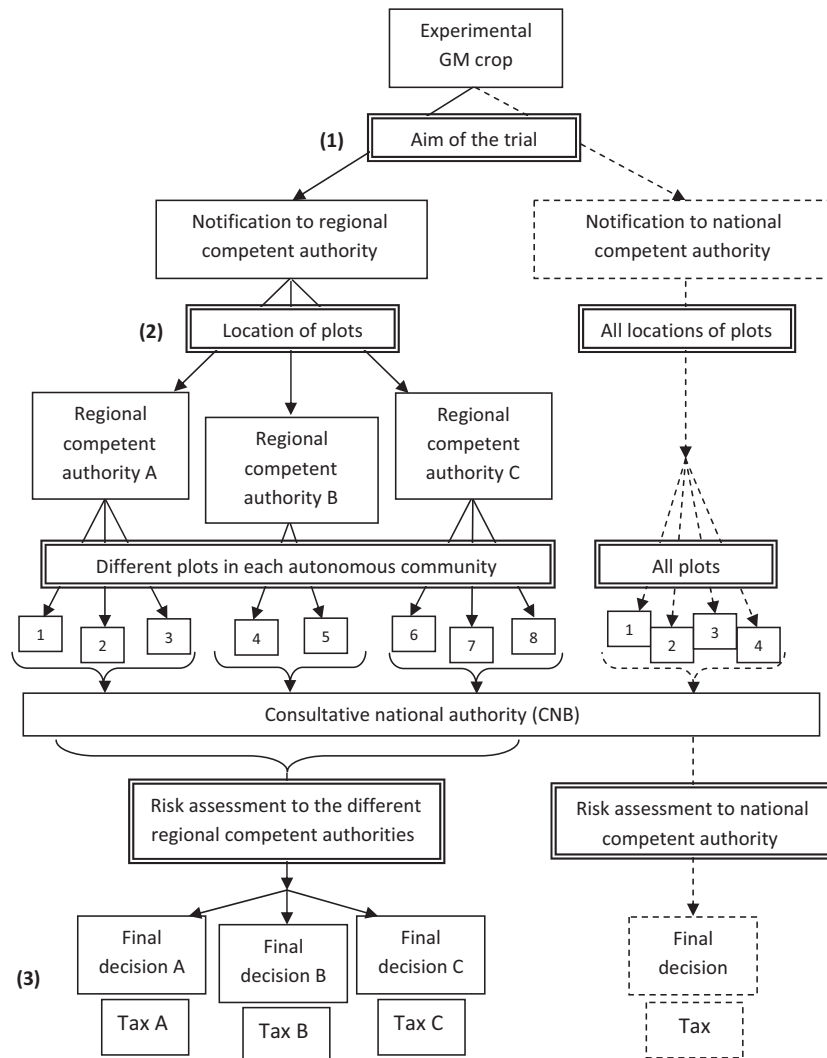 Experimental
GM crop
(1)
Aim of the trial
Notification to regional
competent authority
Notification to national
competent authority
(2)
Location of plots
All locations of plots
Regional
competent
authority A
Regional
competent
authority B
Regional
competent
authority C
Different plots in each autonomous community
All plots
1
2
3
4
5
6
7
8
1
2
3
4
Consultative national authority (CNB)
Risk assessment to the different
regional competent authorities
Risk assessment to national
competent authority
(3)
Final
decision A
Final
decision B
Final
decision C
Final
decision
Tax A
Tax B
Tax C
Tax